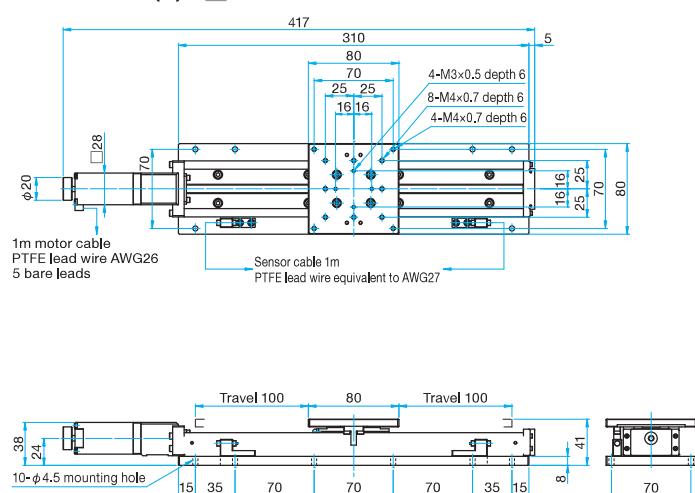 417
310
5
80
70
25
25
16
16
4-M3×0.5 depth 6
8-M4×0.7 depth 6
4-M4×0.7 depth 6
□28
70
φ20
16
16
25
25
70
80
1m motor cable
PTFE lead wire AWG26
5 bare leads
Sensor cable 1m
PTFE lead wire equivalent to AWG27
Travel 100
80
Travel 100
38
24
41
8
10-φ4.5 mounting hole
15
35
70
70
70
35
15
70